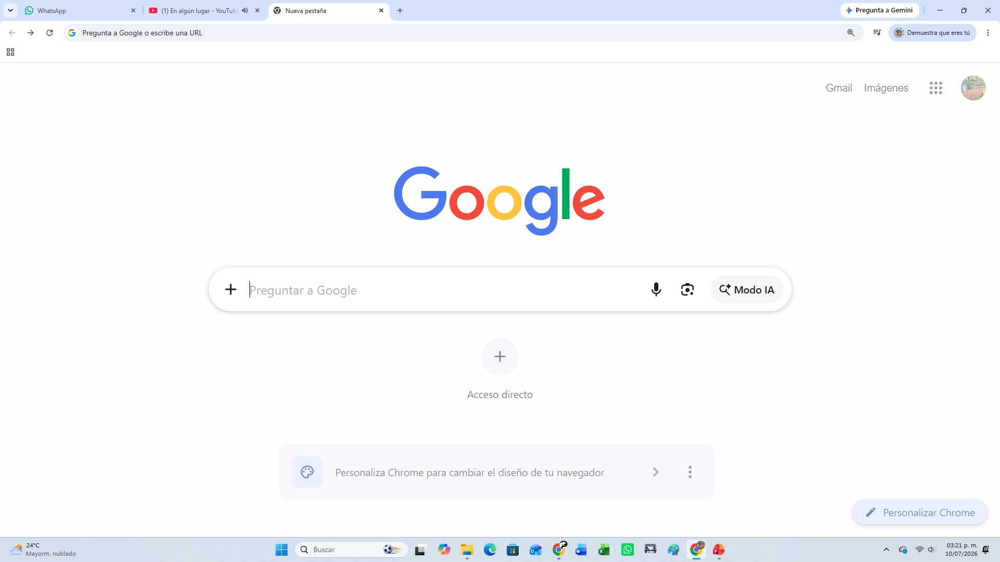 WhatsApp
(1) En algún lugar - YouTube
Nueva pestaña
Pregunta a Gemini
Pregunta a Google o escribe una URL
Demuestra que eres tú
Gmail
Imágenes
Google
Preguntar a Google
Modo IA
Acceso directo
Personaliza Chrome para cambiar el diseño de tu navegador
Personalizar Chrome
24°C
Mayorm. nublado
Buscar
03:21 p. m.
10/07/2026